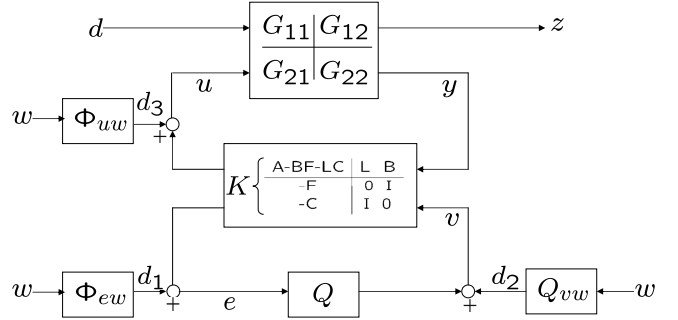 d G11 G12 z
G21 G22
u y
w Φuw d3
+
K { A-BF-LC L B
-F 0 I
-C I 0
v
w Φew d1 + e Q + d2 Qvw w